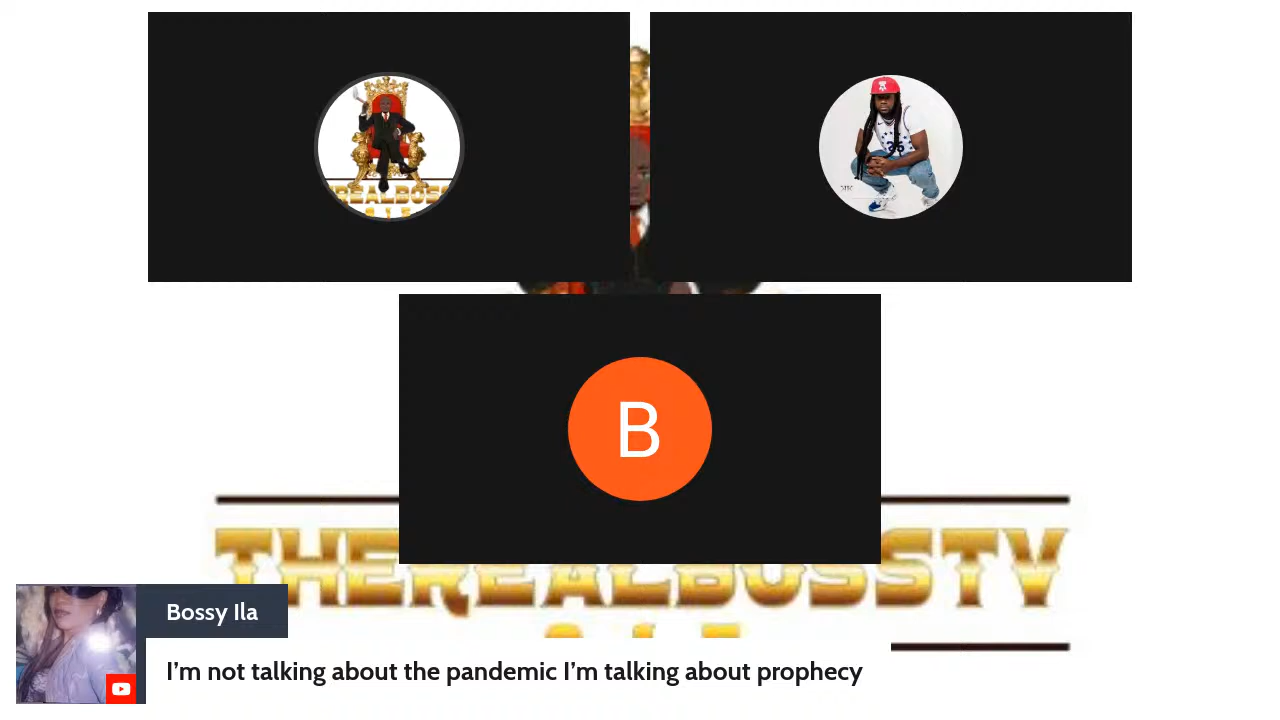 THEREALBOSSTV
B
Bossy Ila
I'm not talking about the pandemic I'm talking about prophecy